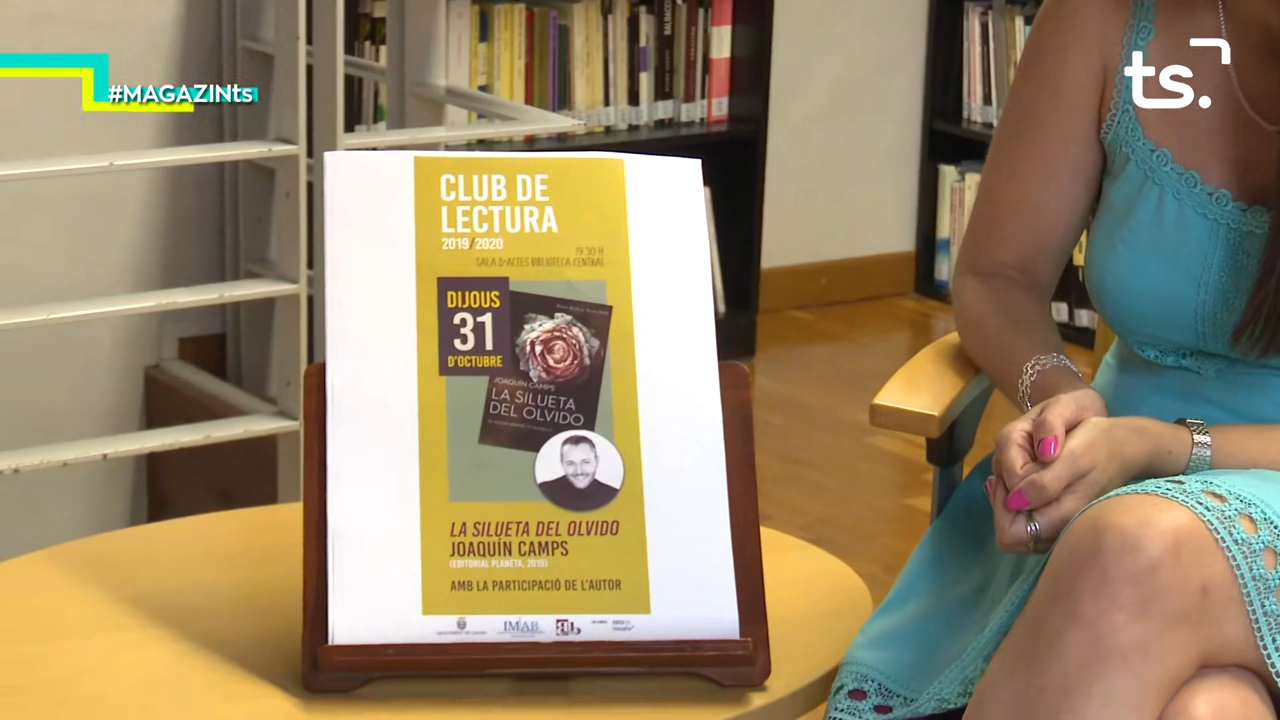 #MAGAZINts
ts.
CLUB DE
LECTURA
2019/2020
19:30 H
SALA D'ACTES BIBLIOTECA CENTRAL
DIJOUS
31
D'OCTUBRE
JOAQUÍN CAMPS
LA SILUETA
DEL OLVIDO
LA SILUETA DEL OLVIDO
JOAQUÍN CAMPS
(EDITORIAL PLANETA, 2019)
AMB LA PARTICIPACIÓ DE L'AUTOR
IMAB
BALDACCI